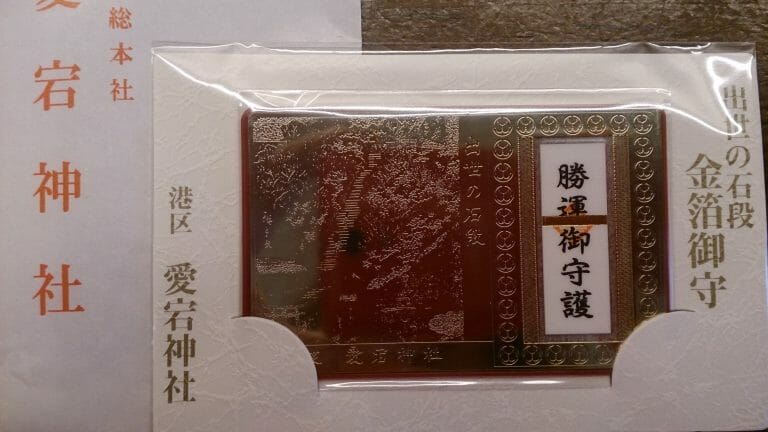 総本社
愛宕神社
出世の石段
金箔御守
勝運御守護
出世の石段
愛宕神社
港区 愛宕神社